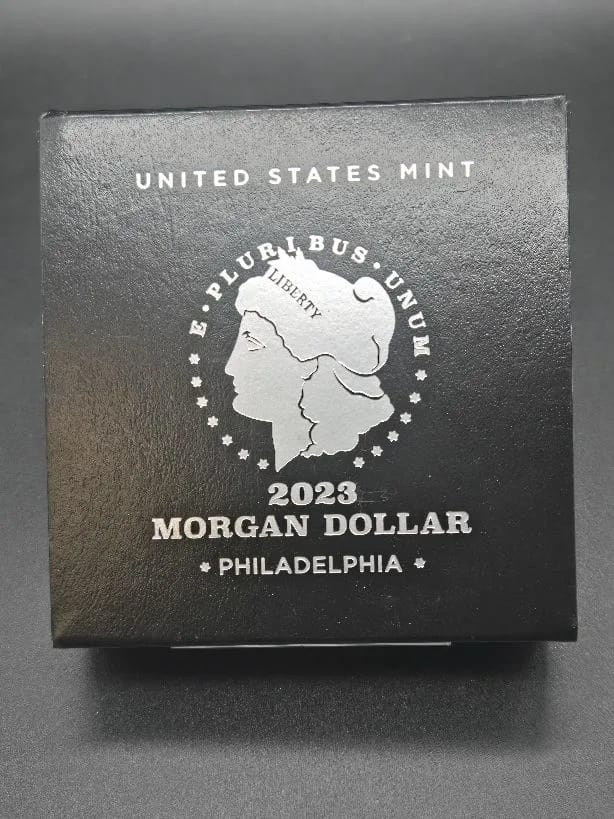 UNITED STATES MINT
E · PLURIBUS · UNUM
LIBERTY
2023
MORGAN DOLLAR
* PHILADELPHIA *